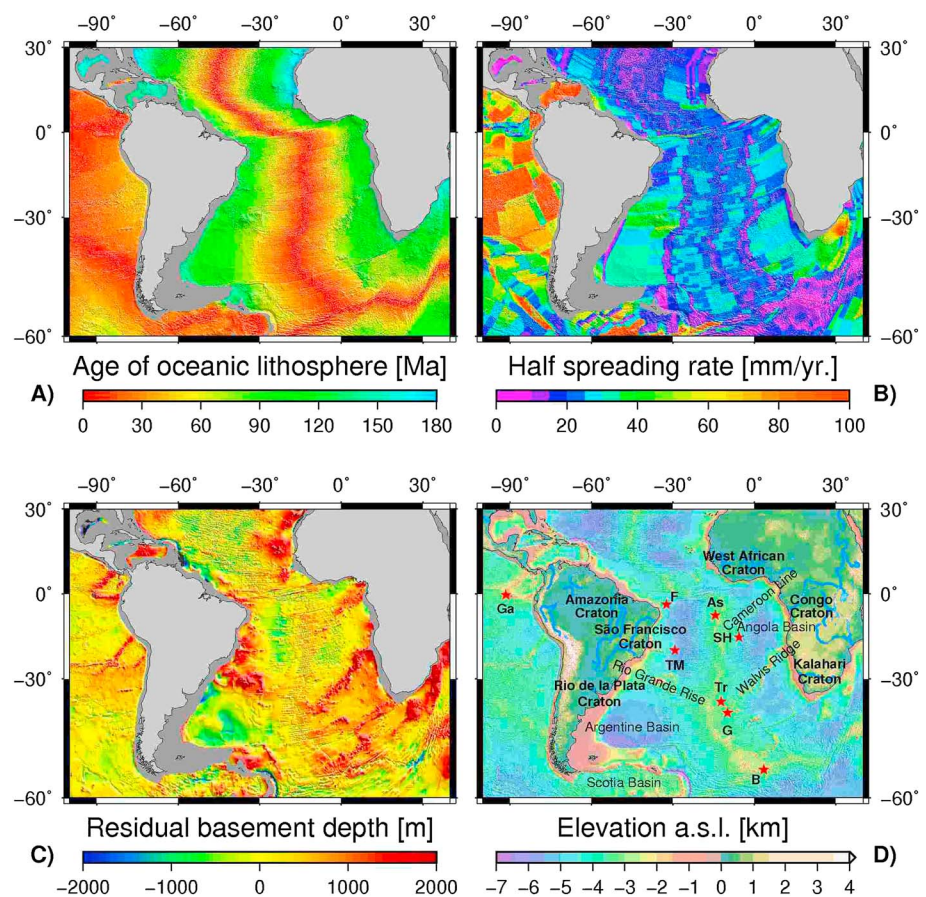 −90° −60° −30° 0° 30°
30°
0°
−30°
−60°
Age of oceanic lithosphere [Ma]
A)
0 30 60 90 120 150 180
−90° −60° −30° 0° 30°
30°
0°
−30°
−60°
Half spreading rate [mm/yr.]
B)
0 20 40 60 80 100
−90° −60° −30° 0° 30°
30°
0°
−30°
−60°
Residual basement depth [m]
C)
−2000 −1000 0 1000 2000
−90° −60° −30° 0° 30°
30°
0°
−30°
−60°
West African
Craton
Cameroon Line
Ga
Amazonia
Craton
F
As
Congo
Craton
São Francisco
Craton
SH
Angola Basin
TM
Walvis Ridge
Kalahari
Craton
Rio Grande Rise
Rio de la Plata
Craton
Tr
Argentine Basin
G
Scotia Basin
B
Elevation a.s.l. [km]
D)
−7 −6 −5 −4 −3 −2 −1 0 1 2 3 4